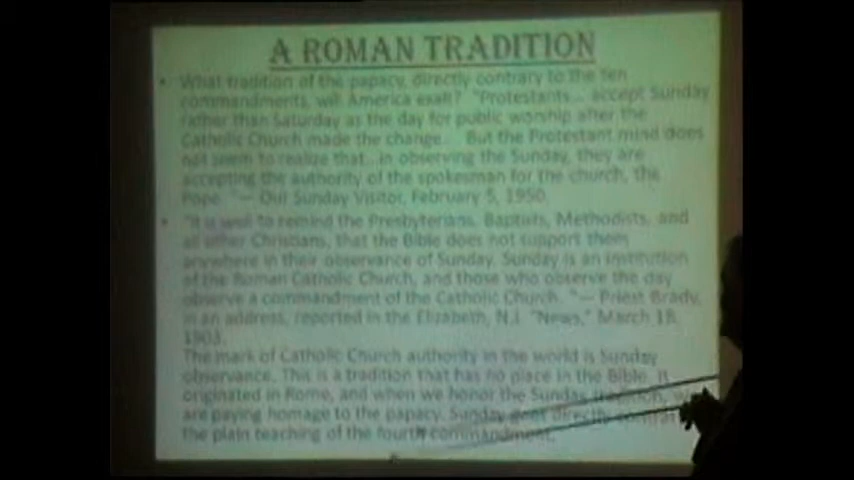 A ROMAN TRADITION
• What tradition of the papacy, directly contrary to the ten
commandments, will America exalt? "Protestants... accept Sunday
rather than Saturday as the day for public worship after the
Catholic Church made the change... But the Protestant mind does
not seem to realize that...in observing the Sunday, they are
accepting the authority of the spokesman for the church, the
Pope. "— Our Sunday Visitor, February 5, 1950.
• "It is well to remind the Presbyterians, Baptists, Methodists, and
all other Christians, that the Bible does not support them
anywhere in their observance of Sunday. Sunday is an institution
of the Roman Catholic Church, and those who observe the day
observe a commandment of the Catholic Church. "— Priest Brady,
in an address, reported in the Elizabeth, N.J. "News," March 18,
1903.
The mark of Catholic Church authority in the world is Sunday
observance. This is a tradition that has no place in the Bible. It
originated in Rome, and when we honor the Sunday tradition, we
are paying homage to the papacy. Sunday goes directly contrary
the plain teaching of the fourth commandment.